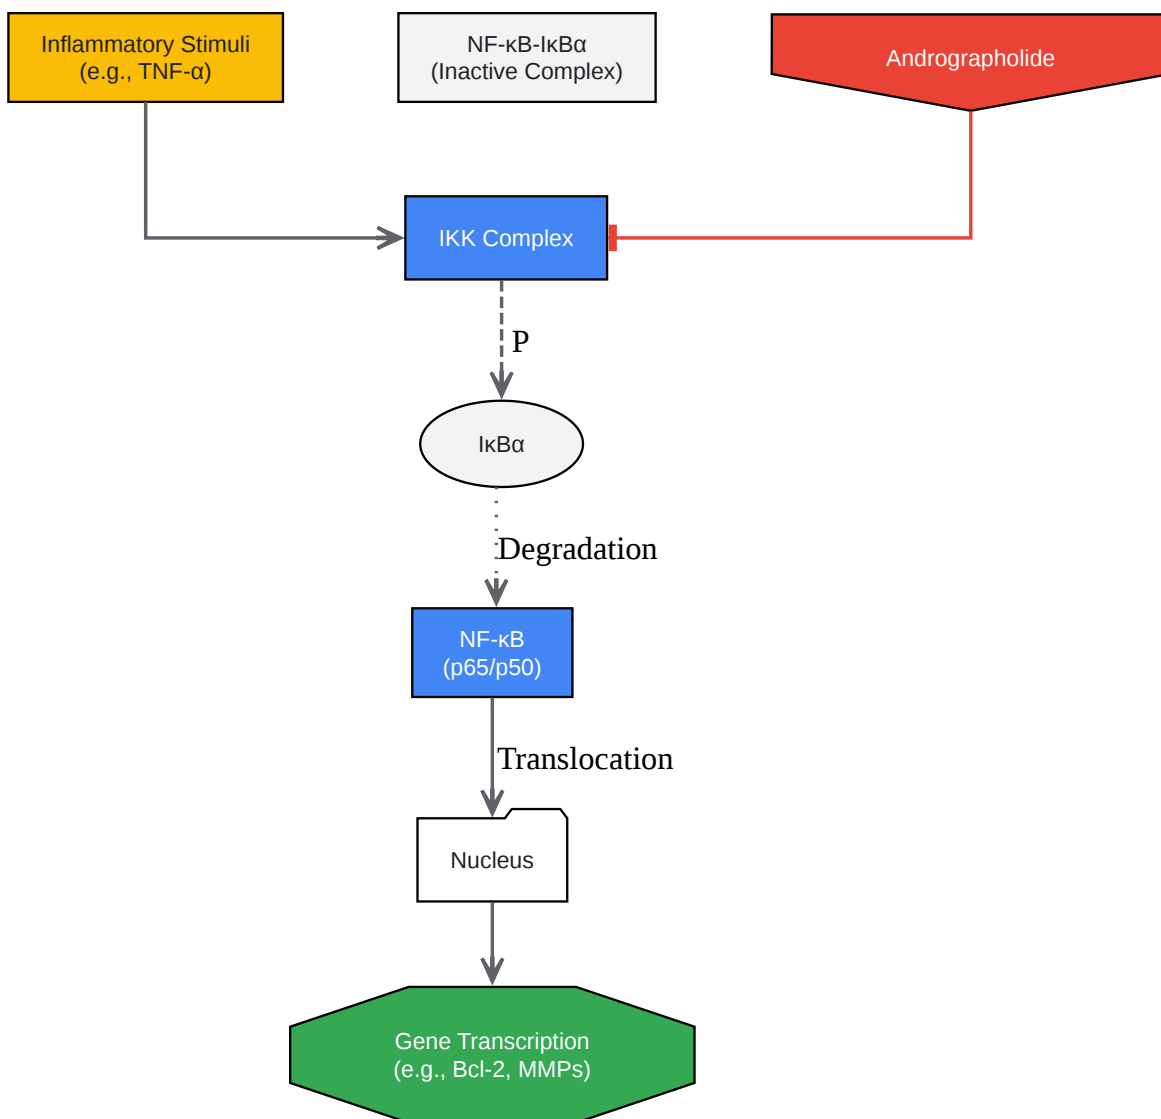 Inflammatory Stimuli
(e.g., TNF-α)
NF-κB-IκBα
(Inactive Complex)
Andrographolide
IKK Complex
P
IκBα
Degradation
NF-κB
(p65/p50)
Translocation
Nucleus
Gene Transcription
(e.g., Bcl-2, MMPs)